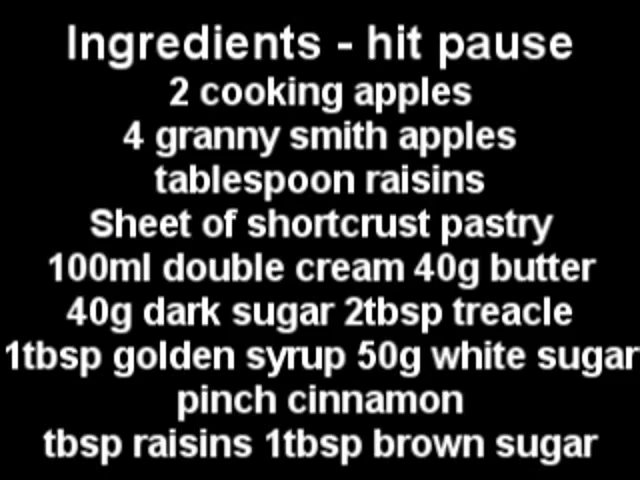 Ingredients - hit pause
2 cooking apples
4 granny smith apples
tablespoon raisins
Sheet of shortcrust pastry
100ml double cream 40g butter
40g dark sugar 2tbsp treacle
1tbsp golden syrup 50g white sugar
pinch cinnamon
tbsp raisins 1tbsp brown sugar